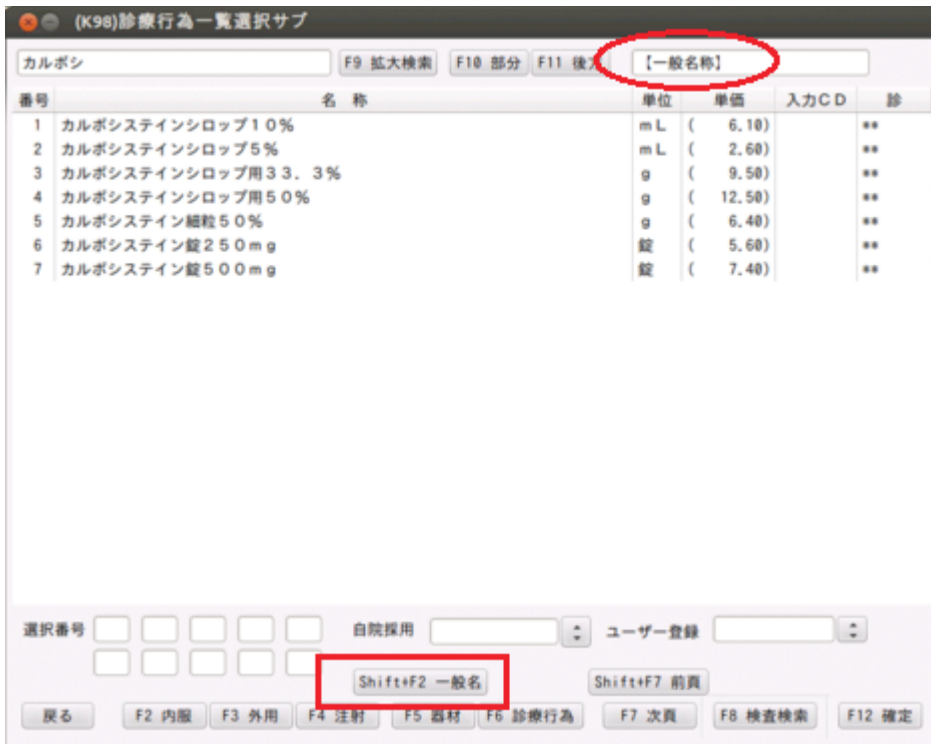 (K98)診療行為一覧選択サブ
カルボシ F9 拡大検索 F10 部分 F11 後 【一般名称】
番号 名 称 単位 単価 入力CD 診
1 カルボシステインシロップ10% mL ( 6.10) **
2 カルボシステインシロップ5% mL ( 2.60) **
3 カルボシステインシロップ用33.3% g ( 9.50) **
4 カルボシステインシロップ用50% g ( 12.50) **
5 カルボシステイン細粒50% g ( 6.40) **
6 カルボシステイン錠250mg 錠 ( 5.60) **
7 カルボシステイン錠500mg 錠 ( 7.40) **
選択番号 自院採用 ユーザー登録
Shift+F2 一般名 Shift+F7 前頁
戻る F2 内服 F3 外用 F4 注射 F5 器材 F6 診療行為 F7 次頁 F8 検査検索 F12 確定